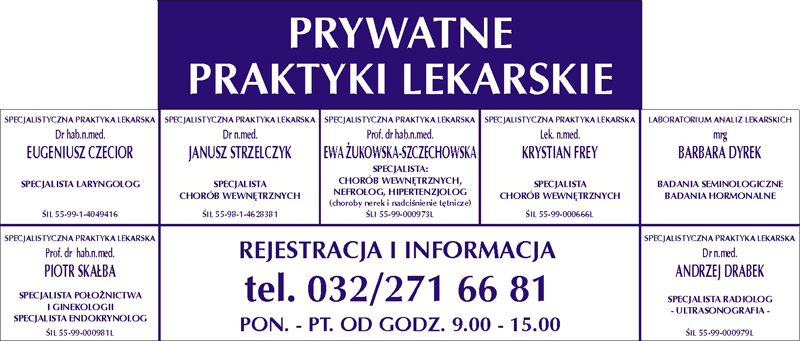 PRYWATNE
PRAKTYKI LEKARSKIE
SPECJALISTYCZNA PRAKTYKA LEKARSKA
Dr hab.n.med.
EUGENIUSZ CZECIOR
SPECJALISTA LARYNGOLOG
ŚIL 55-99-1-4049416
SPECJALISTYCZNA PRAKTYKA LEKARSKA
Dr n.med.
JANUSZ STRZELCZYK
SPECJALISTA
CHORÓB WEWNĘTRZNYCH
ŚIL 55-98-1-4628381
SPECJALISTYCZNA PRAKTYKA LEKARSKA
Prof. dr hab.n.med.
EWA ŻUKOWSKA-SZCZECHOWSKA
SPECJALISTA:
CHORÓB WEWNĘTRZNYCH,
NEFROLOG, HIPERTENZJOLOG
(choroby nerek i nadciśnienie tętnicze)
ŚLI 55-99-000973L
SPECJALISTYCZNA PRAKTYKA LEKARSKA
Lek. n.med.
KRYSTIAN FREY
SPECJALISTA
CHORÓB WEWNĘTRZNYCH
ŚIL 55-99-000666L
LABORATORIUM ANALIZ LEKARSKICH
mrg
BARBARA DYREK
BADANIA SEMINOLOGICZNE
BADANIA HORMONALNE
SPECJALISTYCZNA PRAKTYKA LEKARSKA
Prof. dr hab.n.med.
PIOTR SKAŁBA
SPECJALISTA POŁOŻNICTWA
I GINEKOLOGII
SPECJALISTA ENDOKRYNOLOG
ŚIL 55-99-000981L
REJESTRACJA I INFORMACJA
tel. 032/271 66 81
PON. - PT. OD GODZ. 9.00 - 15.00
SPECJALISTYCZNA PRAKTYKA LEKARSKA
Dr n.med.
ANDRZEJ DRABEK
SPECJALISTA RADIOLOG
- ULTRASONOGRAFIA -
ŚIL 55-99-000979L